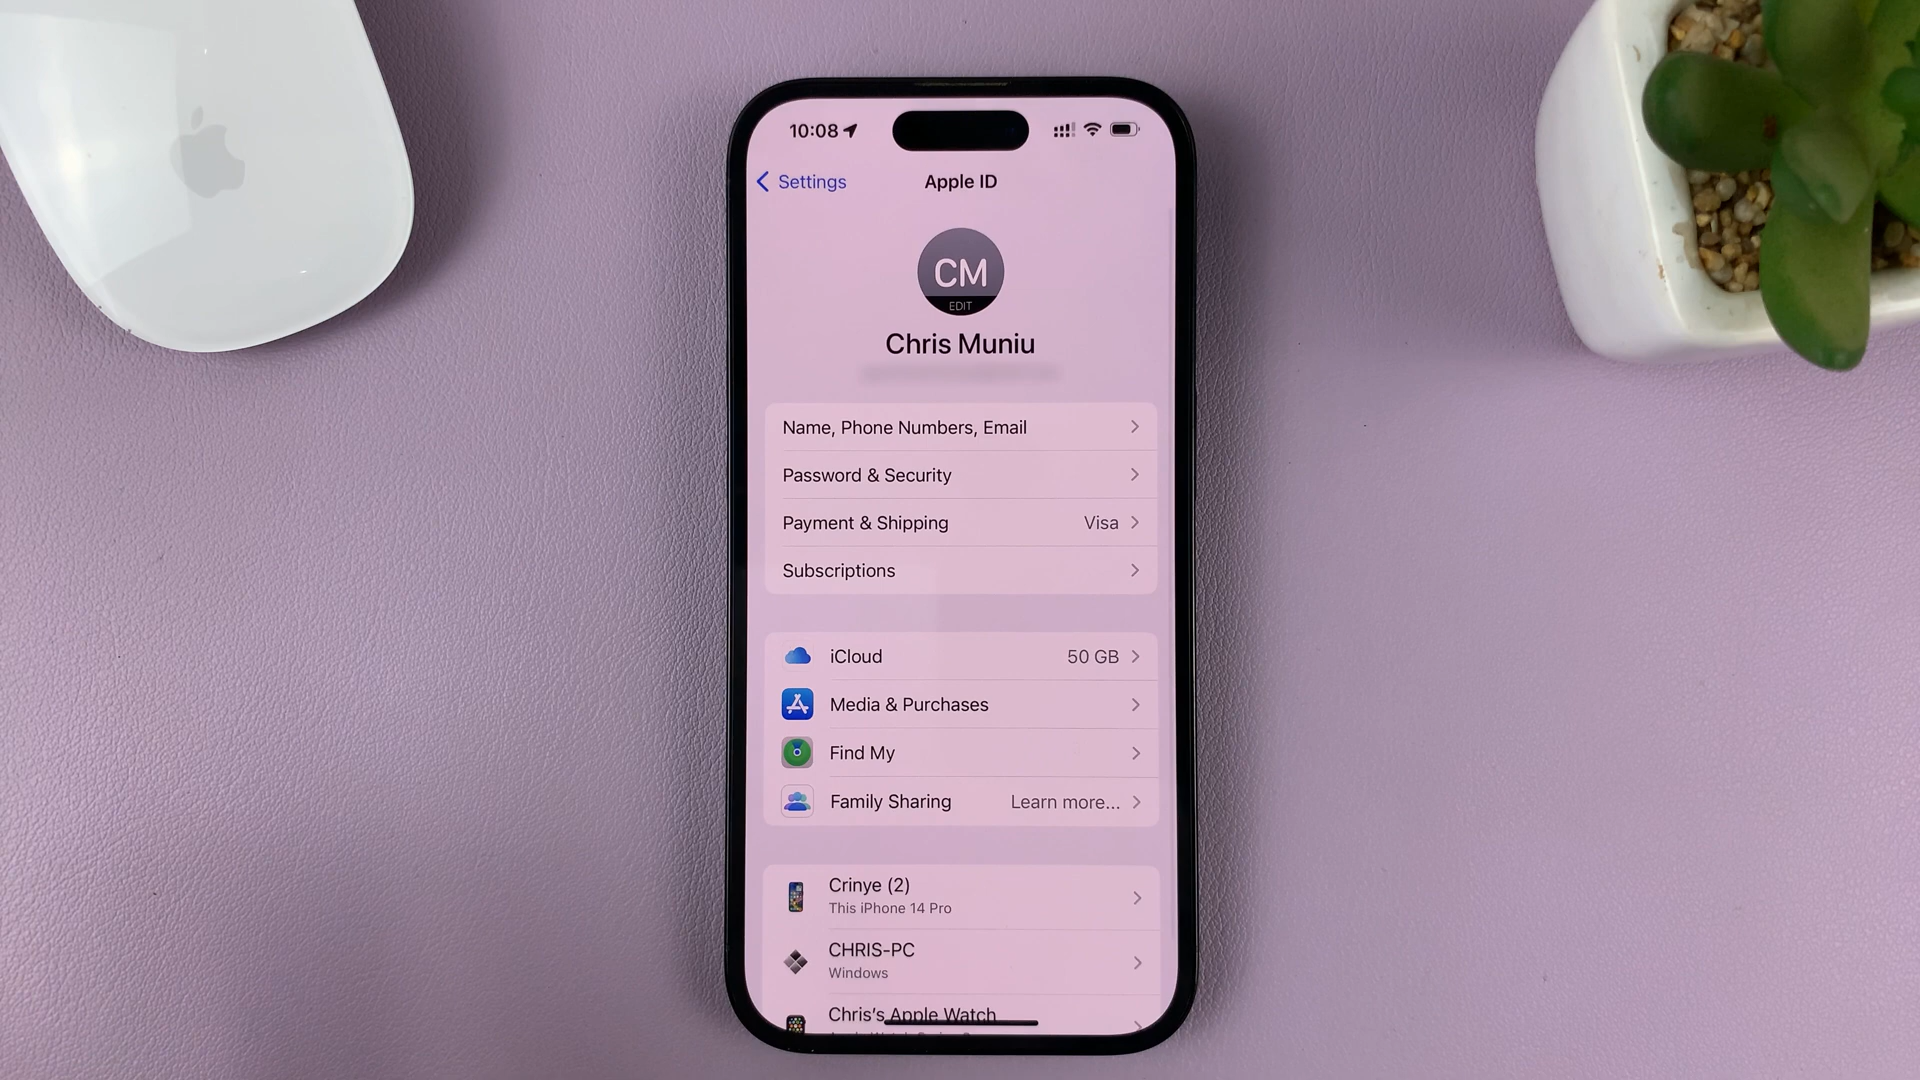 10:08
Settings
Apple ID
CM
EDIT
Chris Muniu
Name, Phone Numbers, Email
Password & Security
Payment & Shipping Visa
Subscriptions
iCloud 50 GB
Media & Purchases
Find My
Family Sharing Learn more...
Crinye (2)
This iPhone 14 Pro
CHRIS-PC
Windows
Chris's Apple Watch